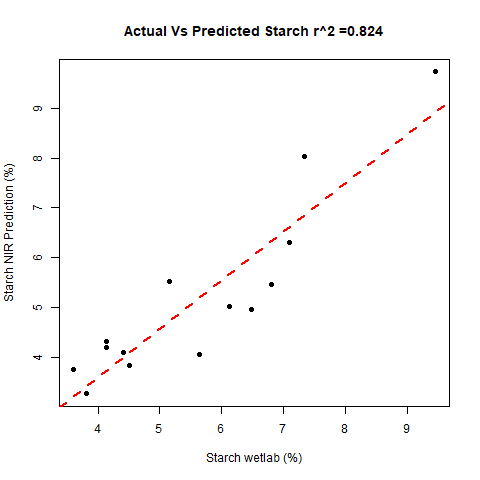 Actual Vs Predicted Starch r^2 =0.824
9
8
7
6
5
4
Starch NIR Prediction (%)
4 5 6 7 8 9
Starch wetlab (%)